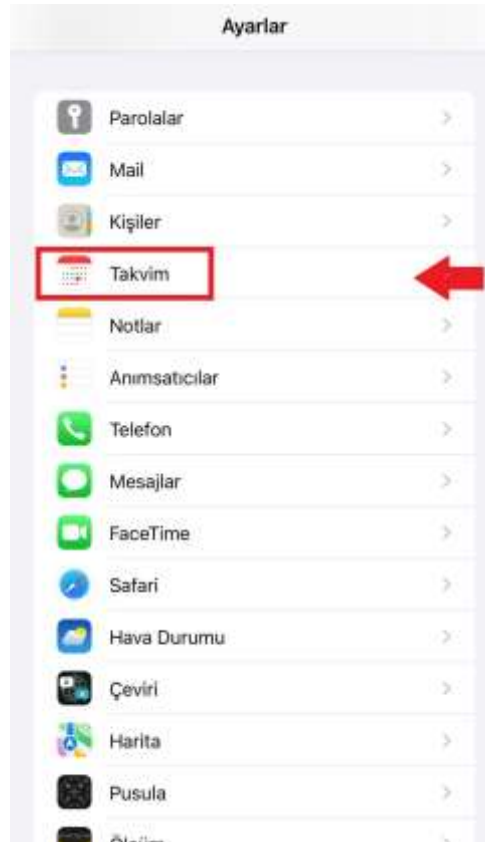 Ayarlar
Parolalar
Mail
Kişiler
Takvim
Notlar
Anımsatıcılar
Telefon
Mesajlar
FaceTime
Safari
Hava Durumu
Çeviri
Harita
Pusula